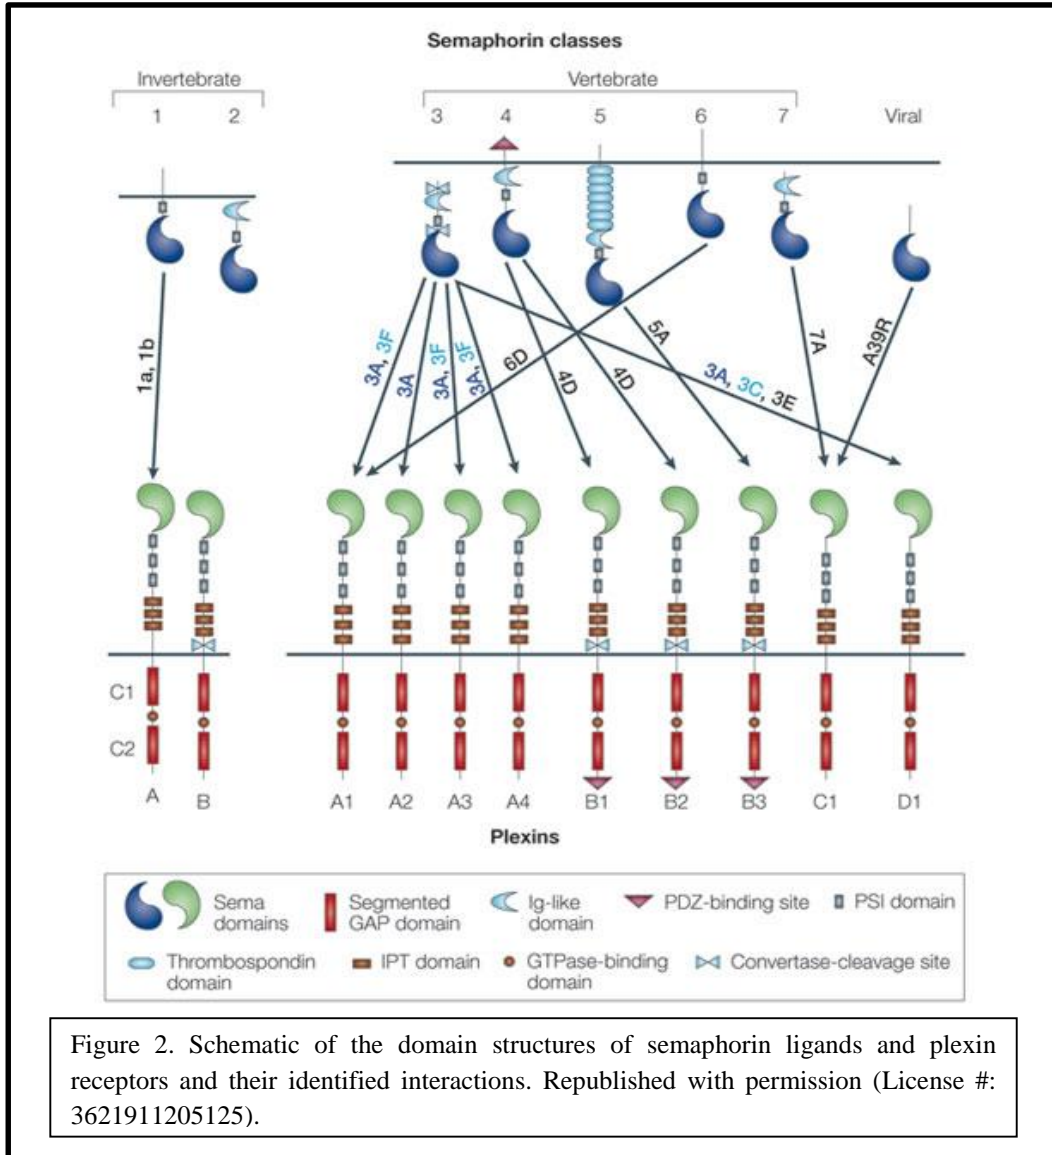 Semaphorin classes
Invertebrate
Vertebrate
1
2
3
4
5
6
7
Viral
1a, 1b
3A, 3F
3A
3A, 3F
3A, 3F
6D
4D
4D
5A
3A, 3C, 3E
7A
A39R
C1
C2
A
B
A1
A2
A3
A4
B1
B2
B3
C1
D1
Plexins
Sema
domains
Segmented
GAP domain
Ig-like
domain
PDZ-binding site
PSI domain
Thrombospondin
domain
IPT domain
GTPase-binding
domain
Convertase-cleavage site
Figure 2. Schematic of the domain structures of semaphorin ligands and plexin
receptors and their identified interactions. Republished with permission (License #:
3621911205125).